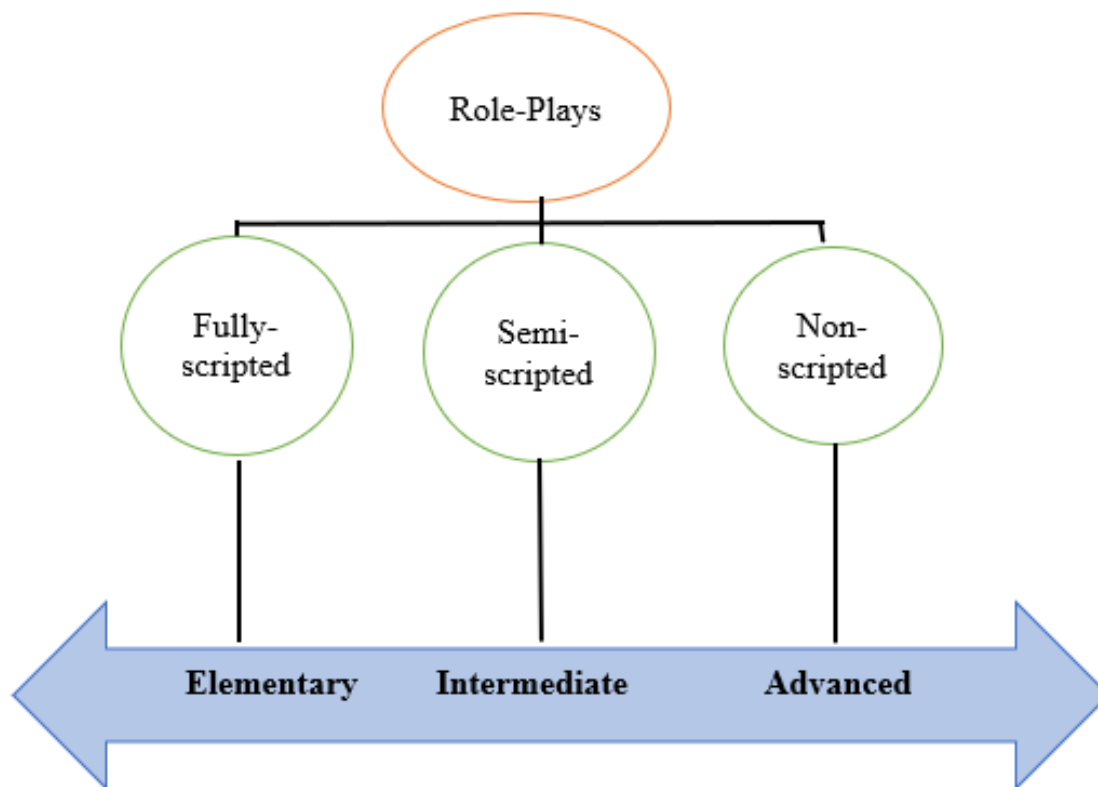 Role-Plays
Fully-
scripted
Semi-
scripted
Non-
scripted
Elementary
Intermediate
Advanced